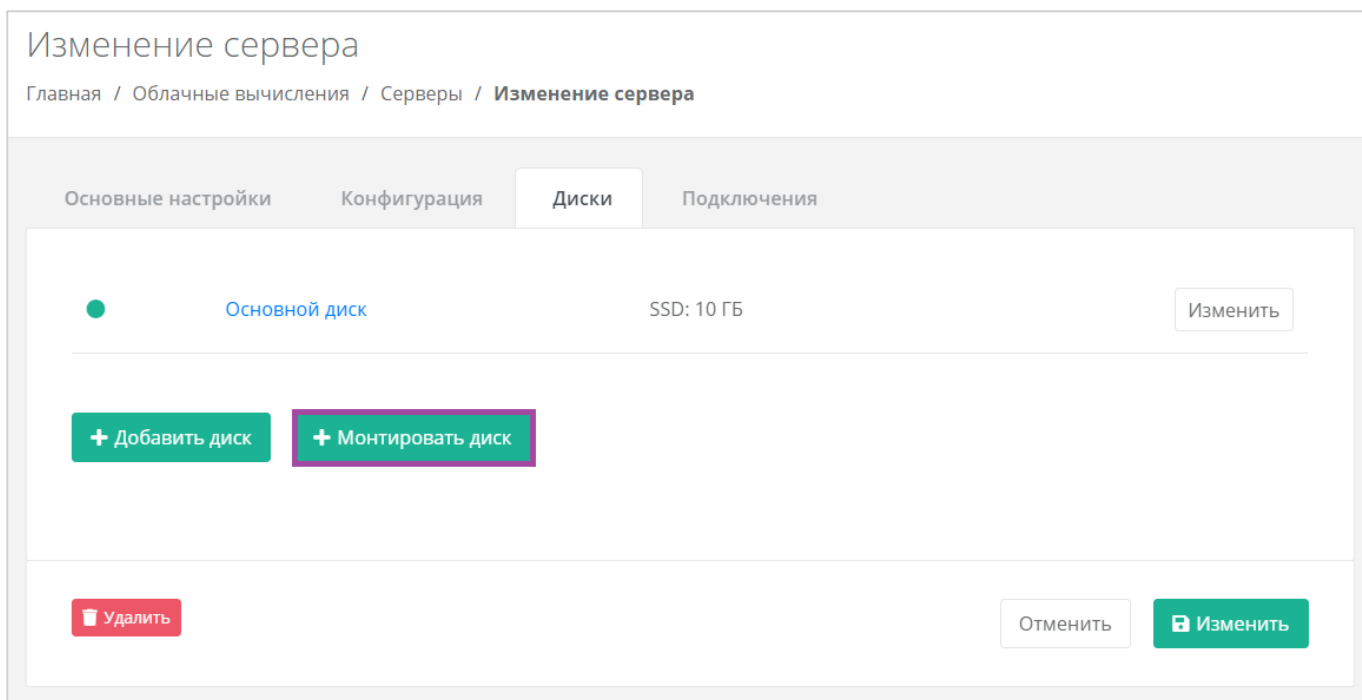 Изменение сервера
Главная / Облачные вычисления / Серверы / Изменение сервера
Основные настройки Конфигурация Диски Подключения
Основной диск SSD: 10 ГБ Изменить
+ Добавить диск + Монтировать диск
Удалить Отменить Изменить